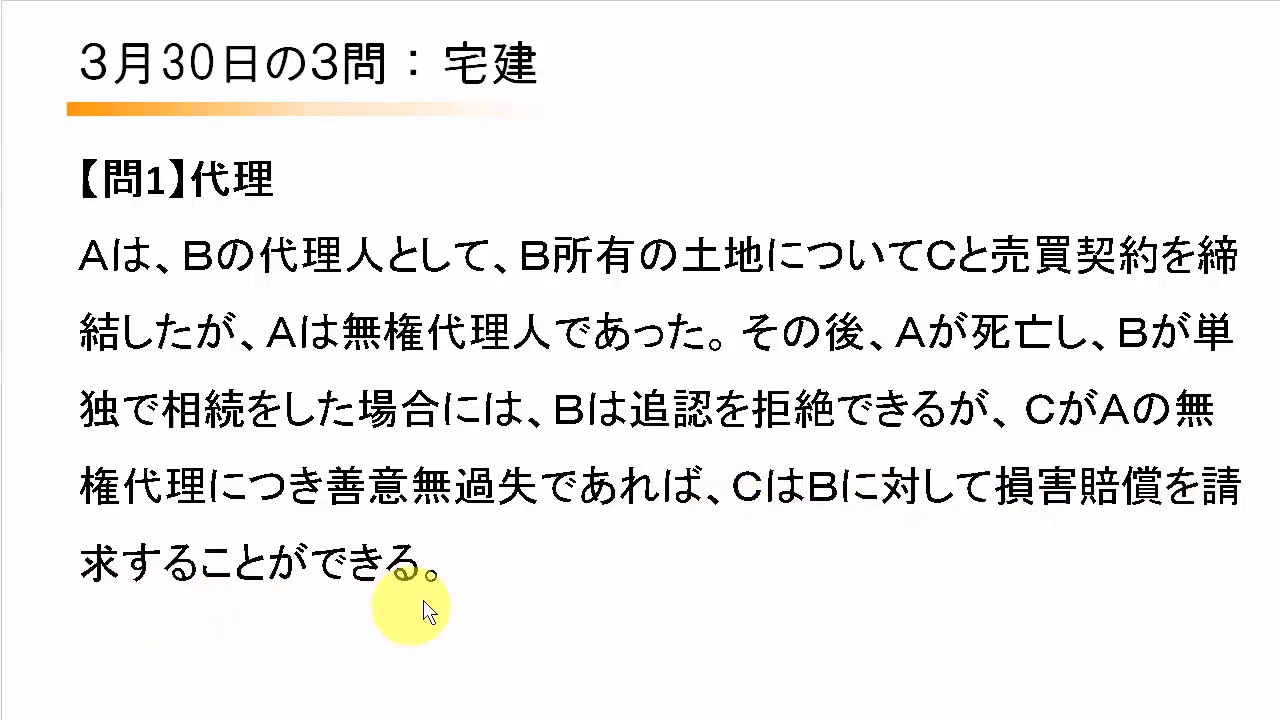 ３月30日の３問：宅建
【問1】代理
Aは、Bの代理人として、B所有の土地についてCと売買契約を締
結したが、Aは無権代理人であった。その後、Aが死亡し、Bが単
独で相続をした場合には、Bは追認を拒絶できるが、CがAの無
権代理につき善意無過失であれば、CはBに対して損害賠償を請
求することができる。